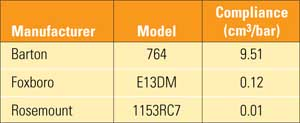 Manufacturer Model Compliance (cm³/bar)
Barton 764 9.51
Foxboro E13DM 0.12
Rosemount 1153RC7 0.01